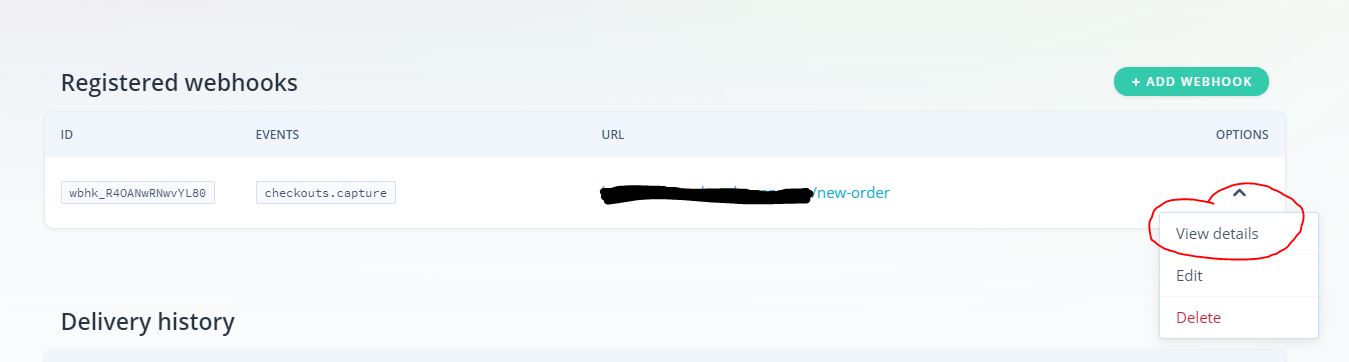 Registered webhooks
+ ADD WEBHOOK
ID EVENTS URL OPTIONS
wbhk_R4OANwRNwvYL80 checkouts.capture /new-order
View details
Edit
Delete
Delivery history